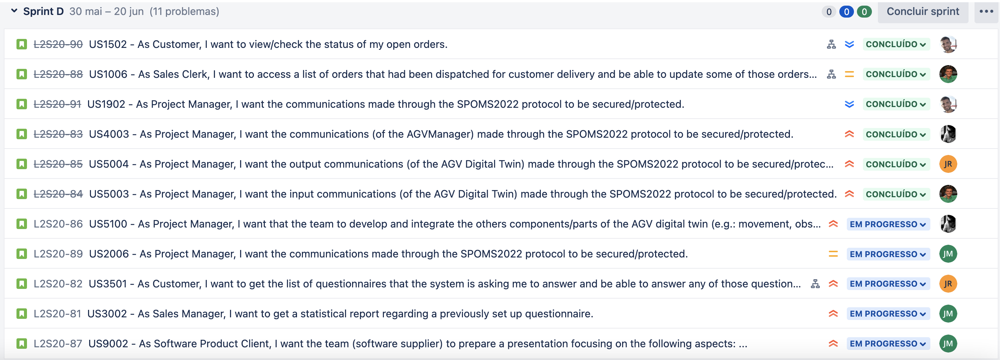 Sprint D 30 mai – 20 jun (11 problemas) 0 0 0 Concluir sprint
L2S20-90 US1502 - As Customer, I want to view/check the status of my open orders. CONCLUÍDO
L2S20-88 US1006 - As Sales Clerk, I want to access a list of orders that had been dispatched for customer delivery and be able to update some of those orders... CONCLUÍDO
L2S20-91 US1902 - As Project Manager, I want the communications made through the SPOMS2022 protocol to be secured/protected. CONCLUÍDO
L2S20-83 US4003 - As Project Manager, I want the communications (of the AGVManager) made through the SPOMS2022 protocol to be secured/protected. CONCLUÍDO
L2S20-85 US5004 - As Project Manager, I want the output communications (of the AGV Digital Twin) made through the SPOMS2022 protocol to be secured/protec... CONCLUÍDO JR
L2S20-84 US5003 - As Project Manager, I want the input communications (of the AGV Digital Twin) made through the SPOMS2022 protocol to be secured/protected. CONCLUÍDO
L2S20-86 US5100 - As Project Manager, I want that the team to develop and integrate the others components/parts of the AGV digital twin (e.g.: movement, obs... EM PROGRESSO
L2S20-89 US2006 - As Project Manager, I want the communications made through the SPOMS2022 protocol to be secured/protected. EM PROGRESSO JM
L2S20-82 US3501 - As Customer, I want to get the list of questionnaires that the system is asking me to answer and be able to answer any of those question... EM PROGRESSO JR
L2S20-81 US3002 - As Sales Manager, I want to get a statistical report regarding a previously set up questionnaire. EM PROGRESSO JM
L2S20-87 US9002 - As Software Product Client, I want the team (software supplier) to prepare a presentation focusing on the following aspects: ... EM PROGRESSO JM